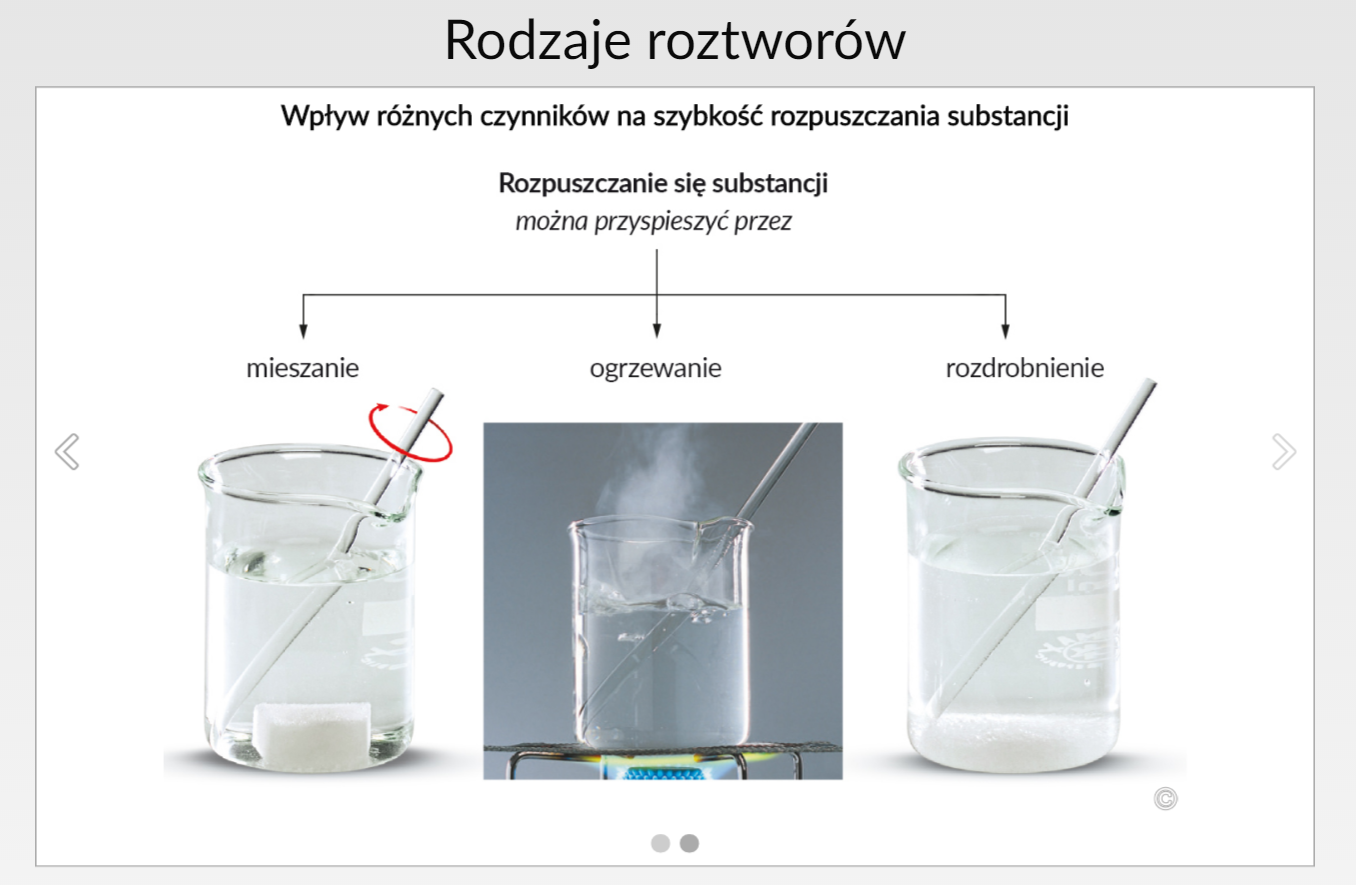 Rodzaje roztworów
Wpływ różnych czynników na szybkość rozpuszczania substancji
Rozpuszczanie się substancji
można przyspieszyć przez
mieszanie
ogrzewanie
rozdrobnienie
©